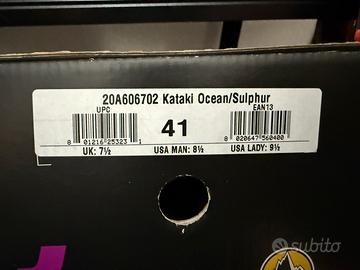 20A606702 Kataki Ocean/Sulphur
UPC EAN13
41
8 01216 25323 1 8 020647 560400
UK: 7½ USA MAN: 8½ USA LADY: 9½
subito